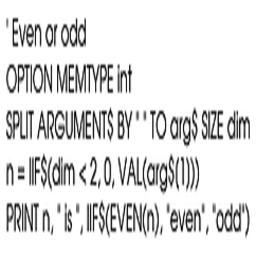 ' Even or odd
OPTION MEMTYPE int
SPLIT ARGUMENT$ BY " " TO arg$ SIZE dim
n = IIF$(dim < 2, 0, VAL(arg$(1)))
PRINT n, " is ", IIF$(EVEN(n), "even", "odd")